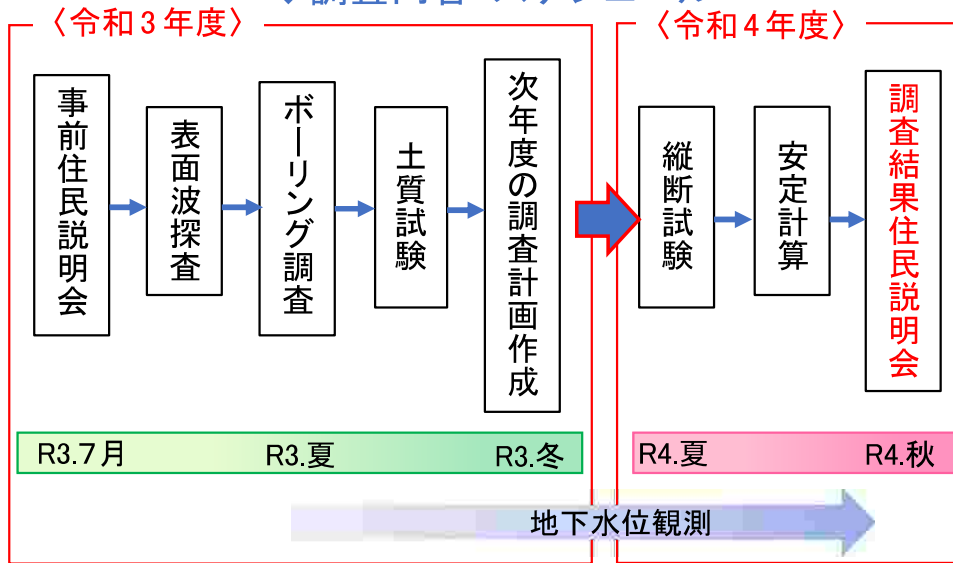 〈令和３年度〉
事前住民説明会
表面波探査
ボーリング調査
土質試験
次年度の調査計画作成
R3.7月
R3.夏
R3.冬
〈令和４年度〉
縦断試験
安定計算
調査結果住民説明会
R4.夏
R4.秋
地下水位観測